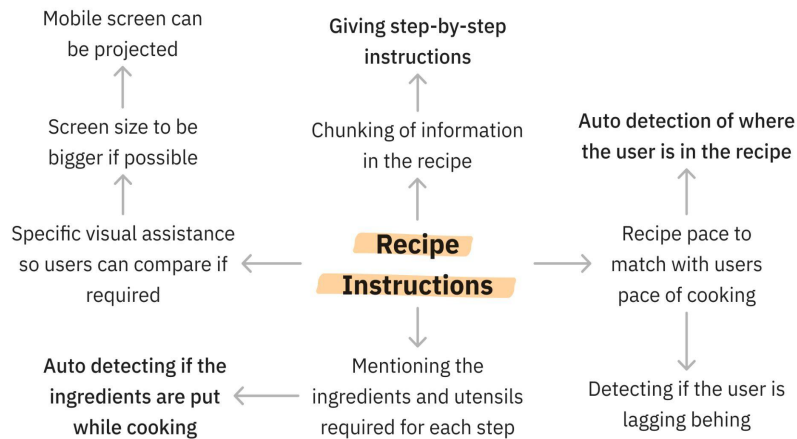 Mobile screen can
be projected
Giving step-by-step
instructions
Screen size to be
bigger if possible
Chunking of information
in the recipe
Auto detection of where
the user is in the recipe
Specific visual assistance
so users can compare if
required
Recipe
Instructions
Recipe pace to
match with users
pace of cooking
Auto detecting if the
ingredients are put
while cooking
Mentioning the
ingredients and utensils
required for each step
Detecting if the user is
lagging behing